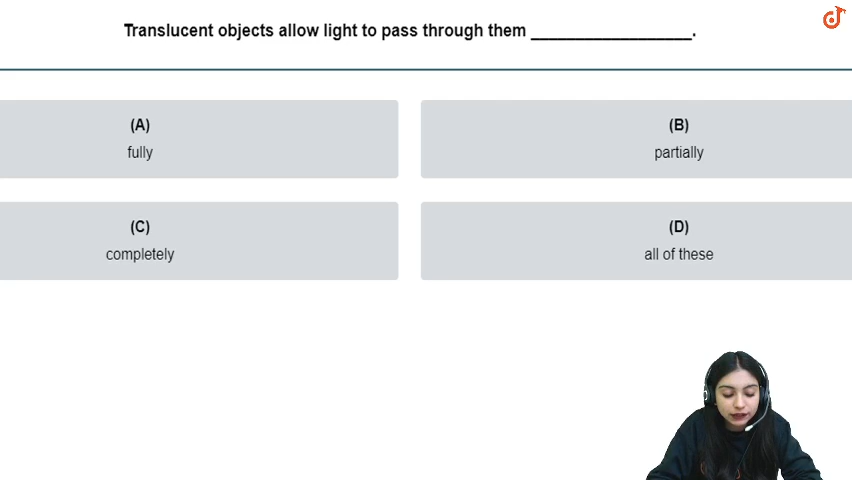 Translucent objects allow light to pass through them __________________.
(A)
fully
(B)
partially
(C)
completely
(D)
all of these